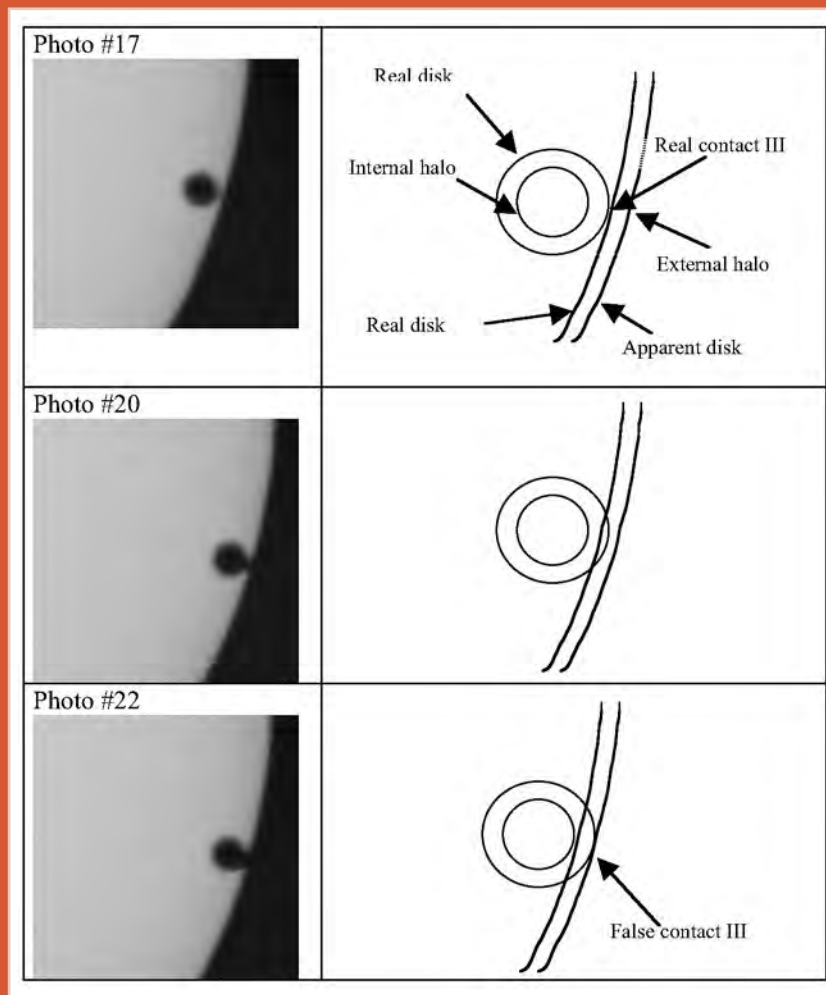 Photo #17
Real disk
Internal halo
Real contact III
External halo
Real disk
Apparent disk
Photo #20
Photo #22
False contact III